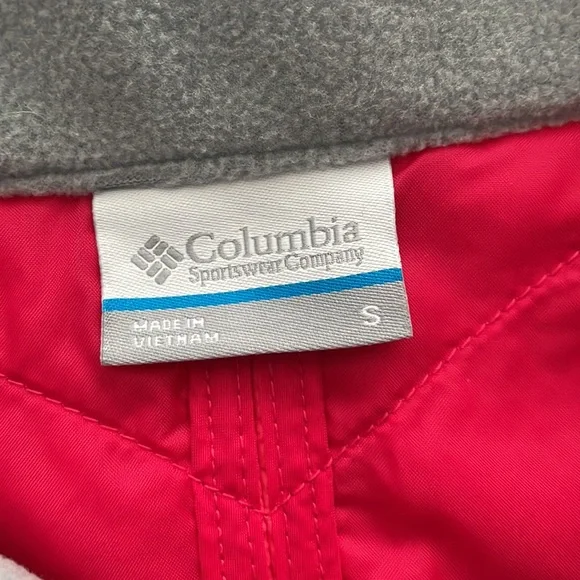 Columbia
Sportswear Company
MADE IN
VIETNAM
S